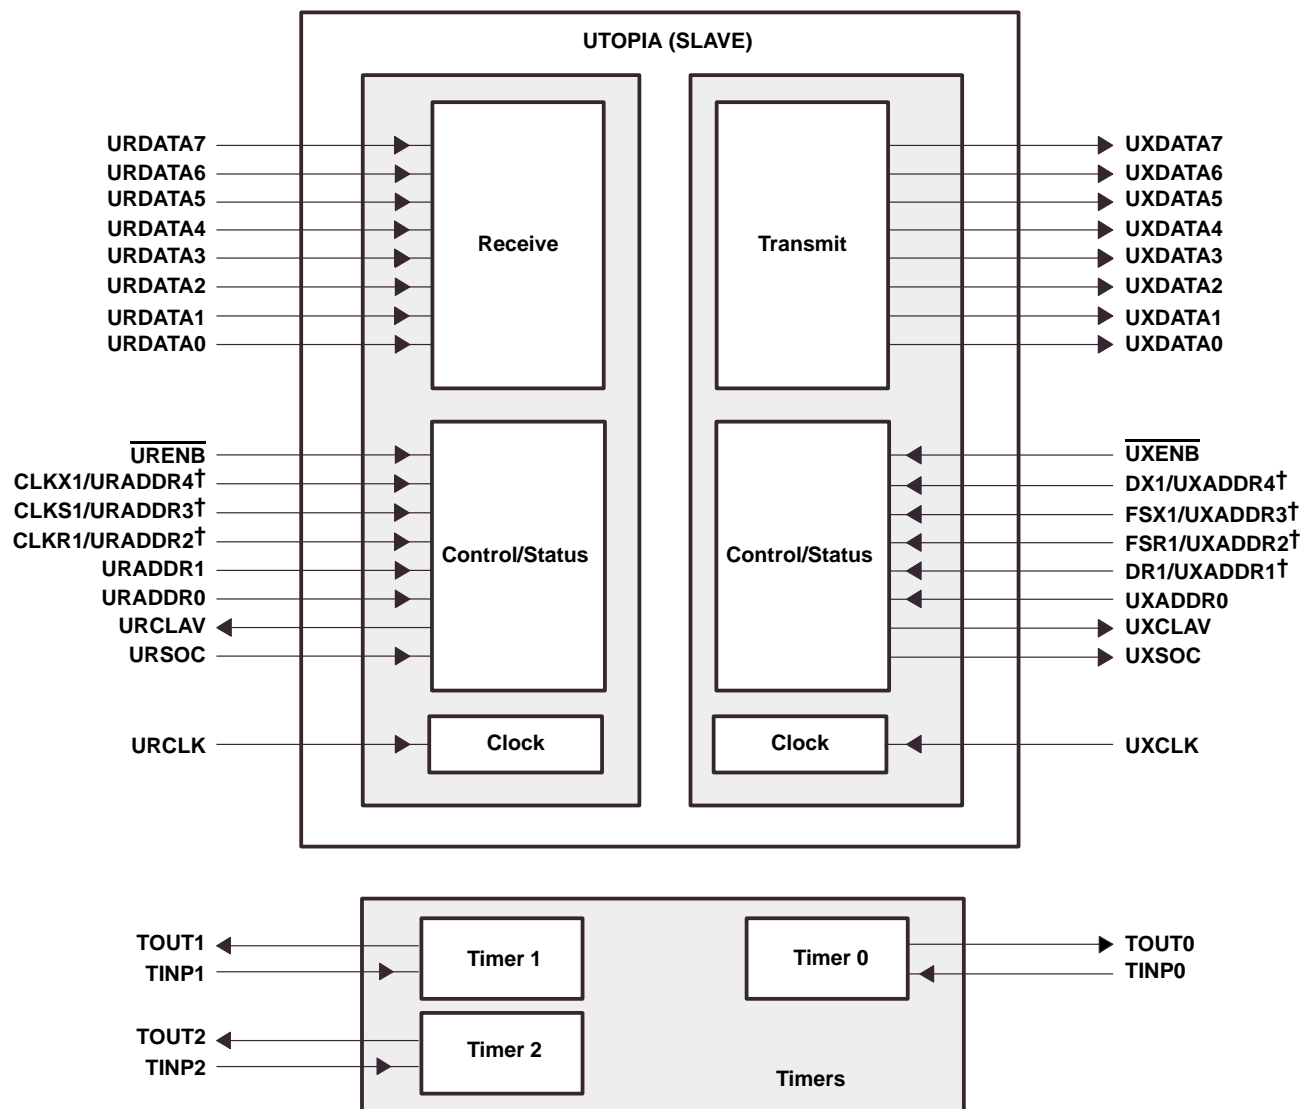 UTOPIA (SLAVE)
URDATA7
URDATA6
URDATA5
URDATA4
URDATA3
URDATA2
URDATA1
URDATA0
Receive
Transmit
UXDATA7
UXDATA6
UXDATA5
UXDATA4
UXDATA3
UXDATA2
UXDATA1
UXDATA0
URENB
CLKX1/URADDR4†
CLKS1/URADDR3†
CLKR1/URADDR2†
URADDR1
URADDR0
URCLAV
URSOC
Control/Status
Control/Status
UXENB
DX1/UXADDR4†
FSX1/UXADDR3†
FSR1/UXADDR2†
DR1/UXADDR1†
UXADDR0
UXCLAV
UXSOC
URCLK
Clock
Clock
UXCLK
TOUT1
TINP1
Timer 1
Timer 0
TOUT0
TINP0
TOUT2
TINP2
Timer 2
Timers